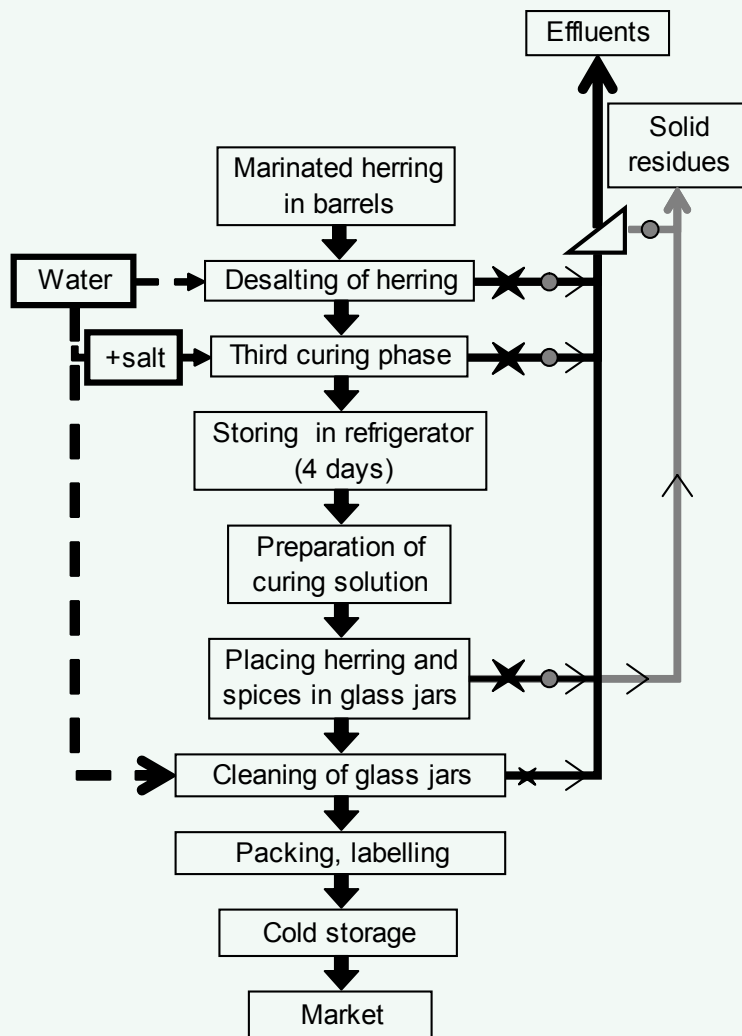 Effluents
Solid
residues
Marinated herring
in barrels
Water
Desalting of herring
+salt
Third curing phase
Storing in refrigerator
(4 days)
Preparation of
curing solution
Placing herring and
spices in glass jars
Cleaning of glass jars
Packing, labelling
Cold storage
Market